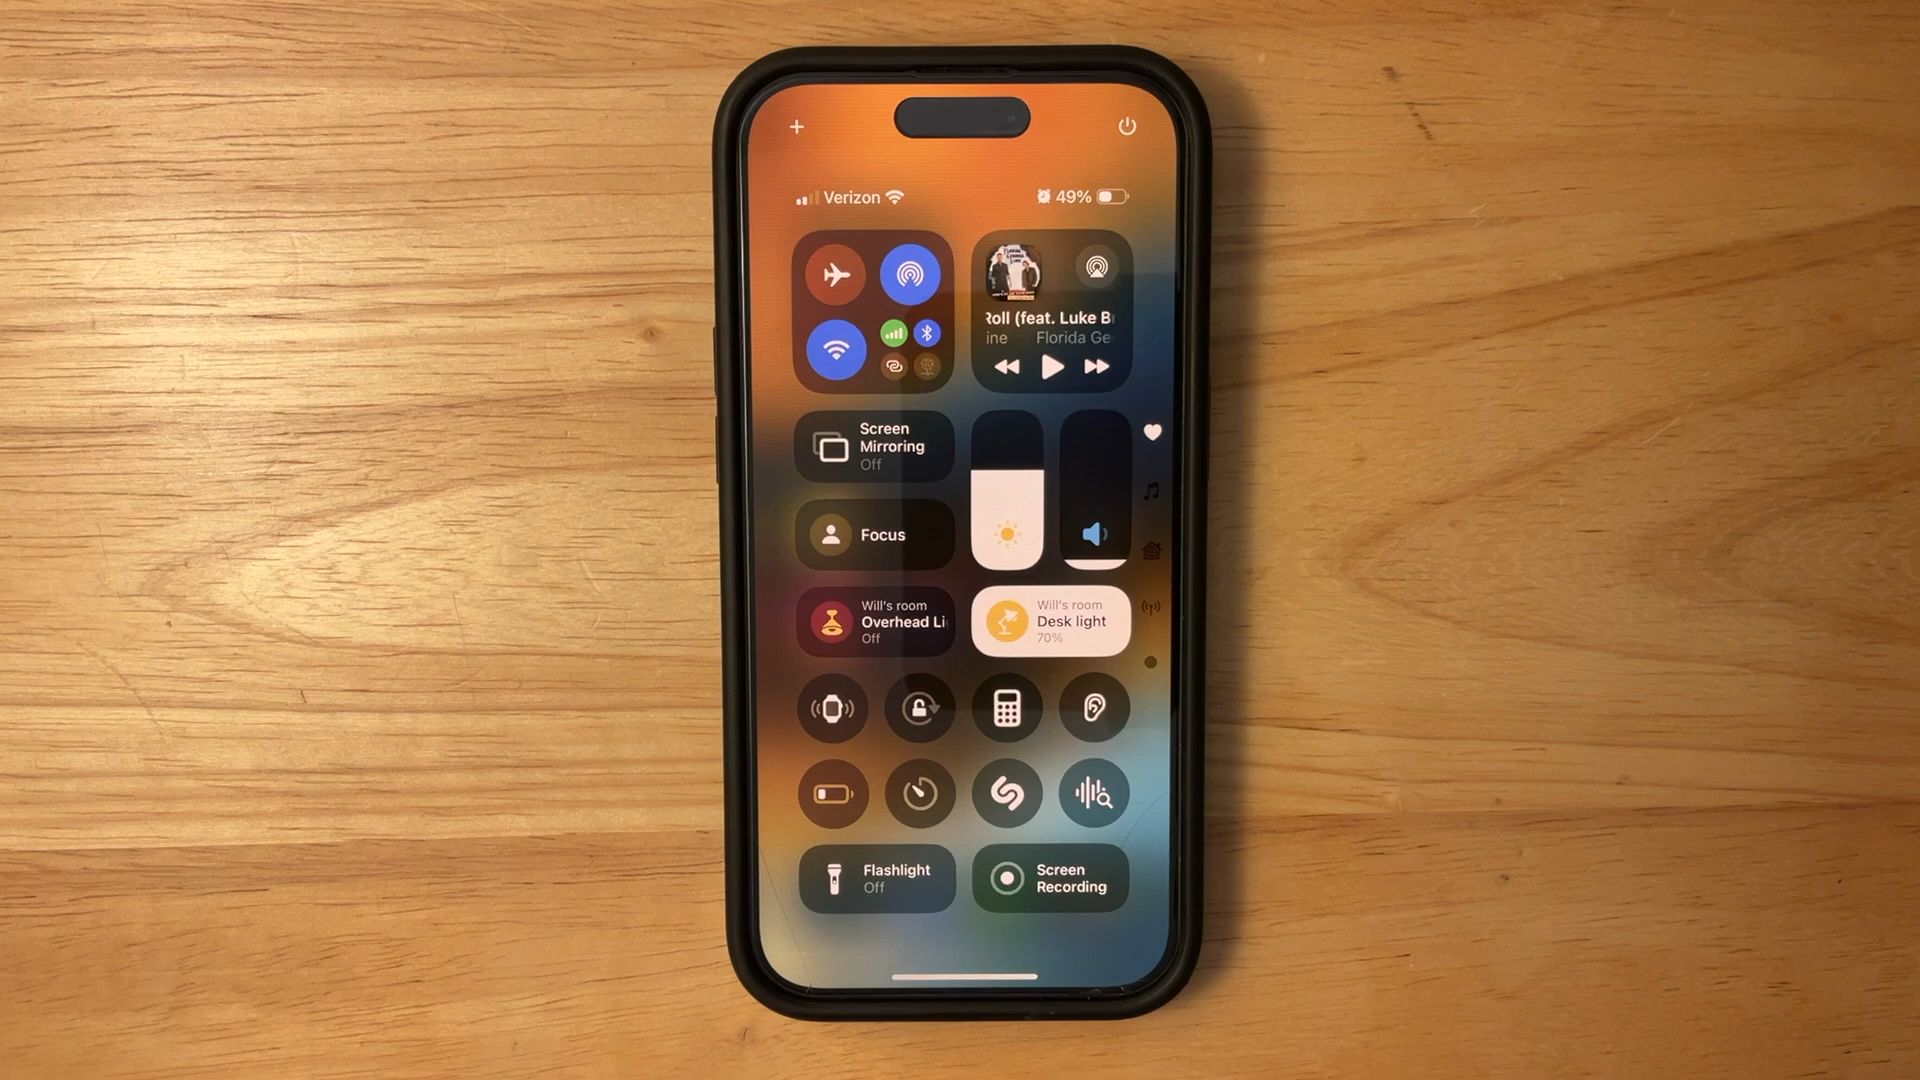 Verizon 49%
Roll (feat. Luke B
ine Florida Ge
Screen
Mirroring
Off
Focus
Will's room
Overhead Li
Off
Will's room
Desk light
70%
Flashlight
Off
Screen
Recording